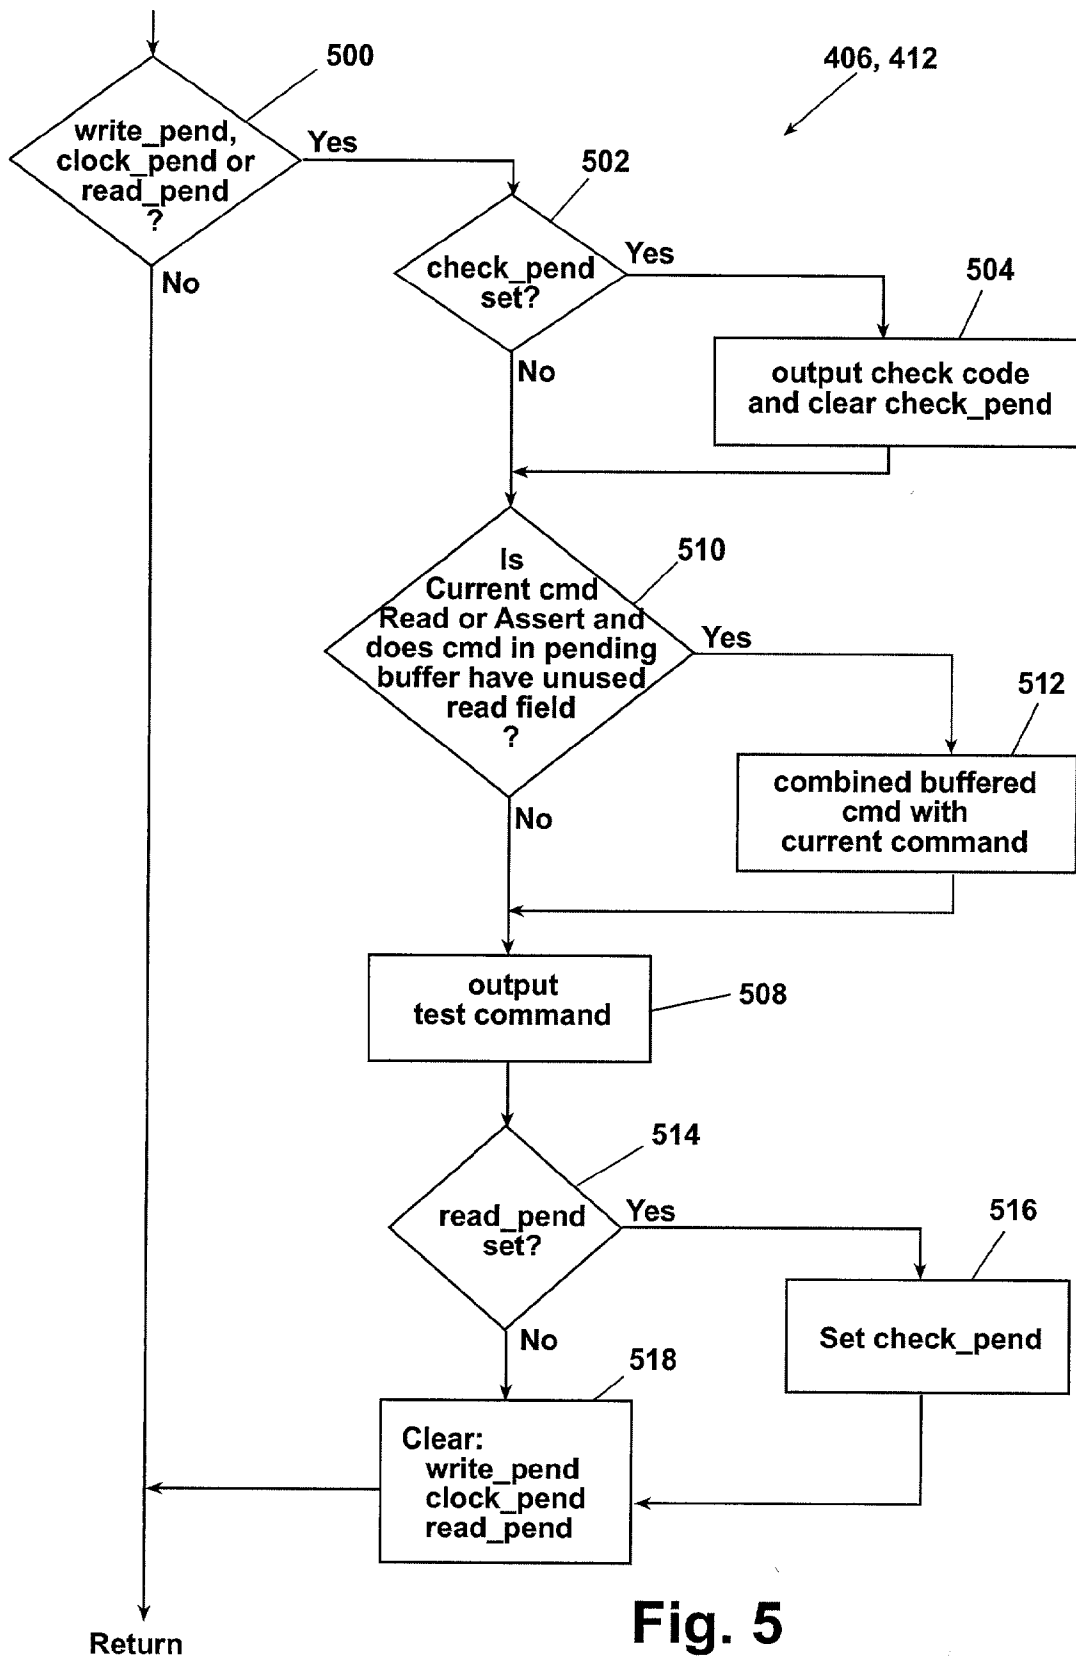 500
406, 412
write_pend,
clock_pend or
read_pend
?
Yes
No
502
check_pend
set?
Yes
No
504
output check code
and clear check_pend
510
Is
Current cmd
Read or Assert and
does cmd in pending
buffer have unused
read field
?
Yes
No
512
combined buffered
cmd with
current command
output
test command
508
514
read_pend
set?
Yes
No
516
Set check_pend
518
Clear:
write_pend
clock_pend
read_pend
Return
Fig. 5